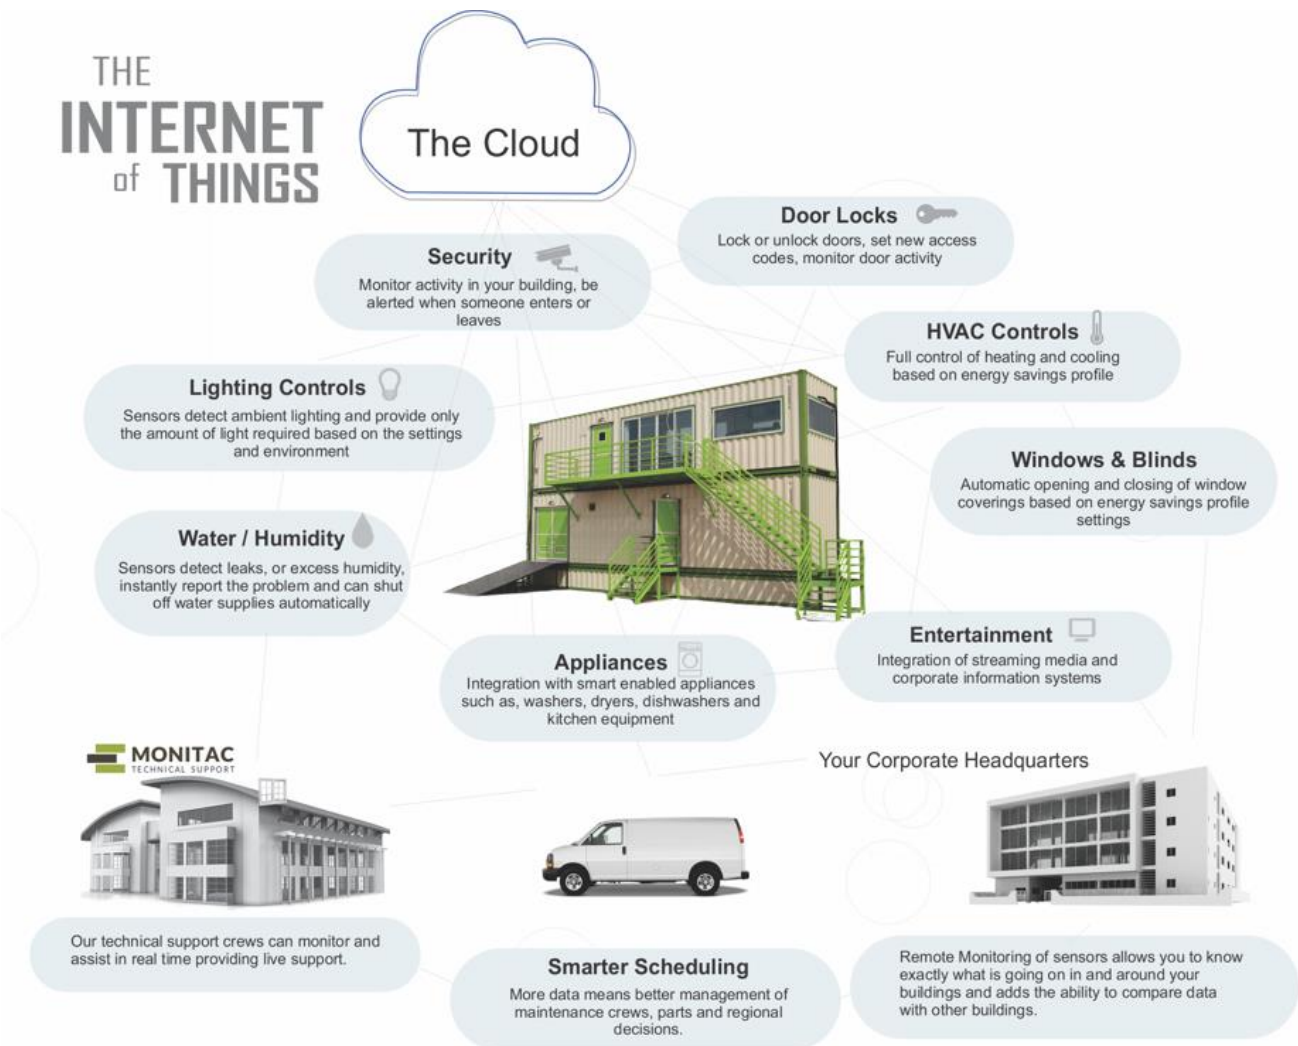 THE
INTERNET
of THINGS
The Cloud
Door Locks
Lock or unlock doors, set new access
codes, monitor door activity
Security
Monitor activity in your building, be
alerted when someone enters or
leaves
HVAC Controls
Full control of heating and cooling
based on energy savings profile
Lighting Controls
Sensors detect ambient lighting and provide only
the amount of light required based on the settings
and environment
Windows & Blinds
Automatic opening and closing of window
coverings based on energy savings profile
settings
Water / Humidity
Sensors detect leaks, or excess humidity,
instantly report the problem and can shut
off water supplies automatically
Entertainment
Integration of streaming media and
corporate information systems
Appliances
Integration with smart enabled appliances
such as, washers, dryers, dishwashers and
kitchen equipment
MONITAC
TECHNICAL SUPPORT
Your Corporate Headquarters
Our technical support crews can monitor and
assist in real time providing live support.
Smarter Scheduling
More data means better management of
maintenance crews, parts and regional
decisions.
Remote Monitoring of sensors allows you to know
exactly what is going on in and around your
buildings and adds the ability to compare data
with other buildings.